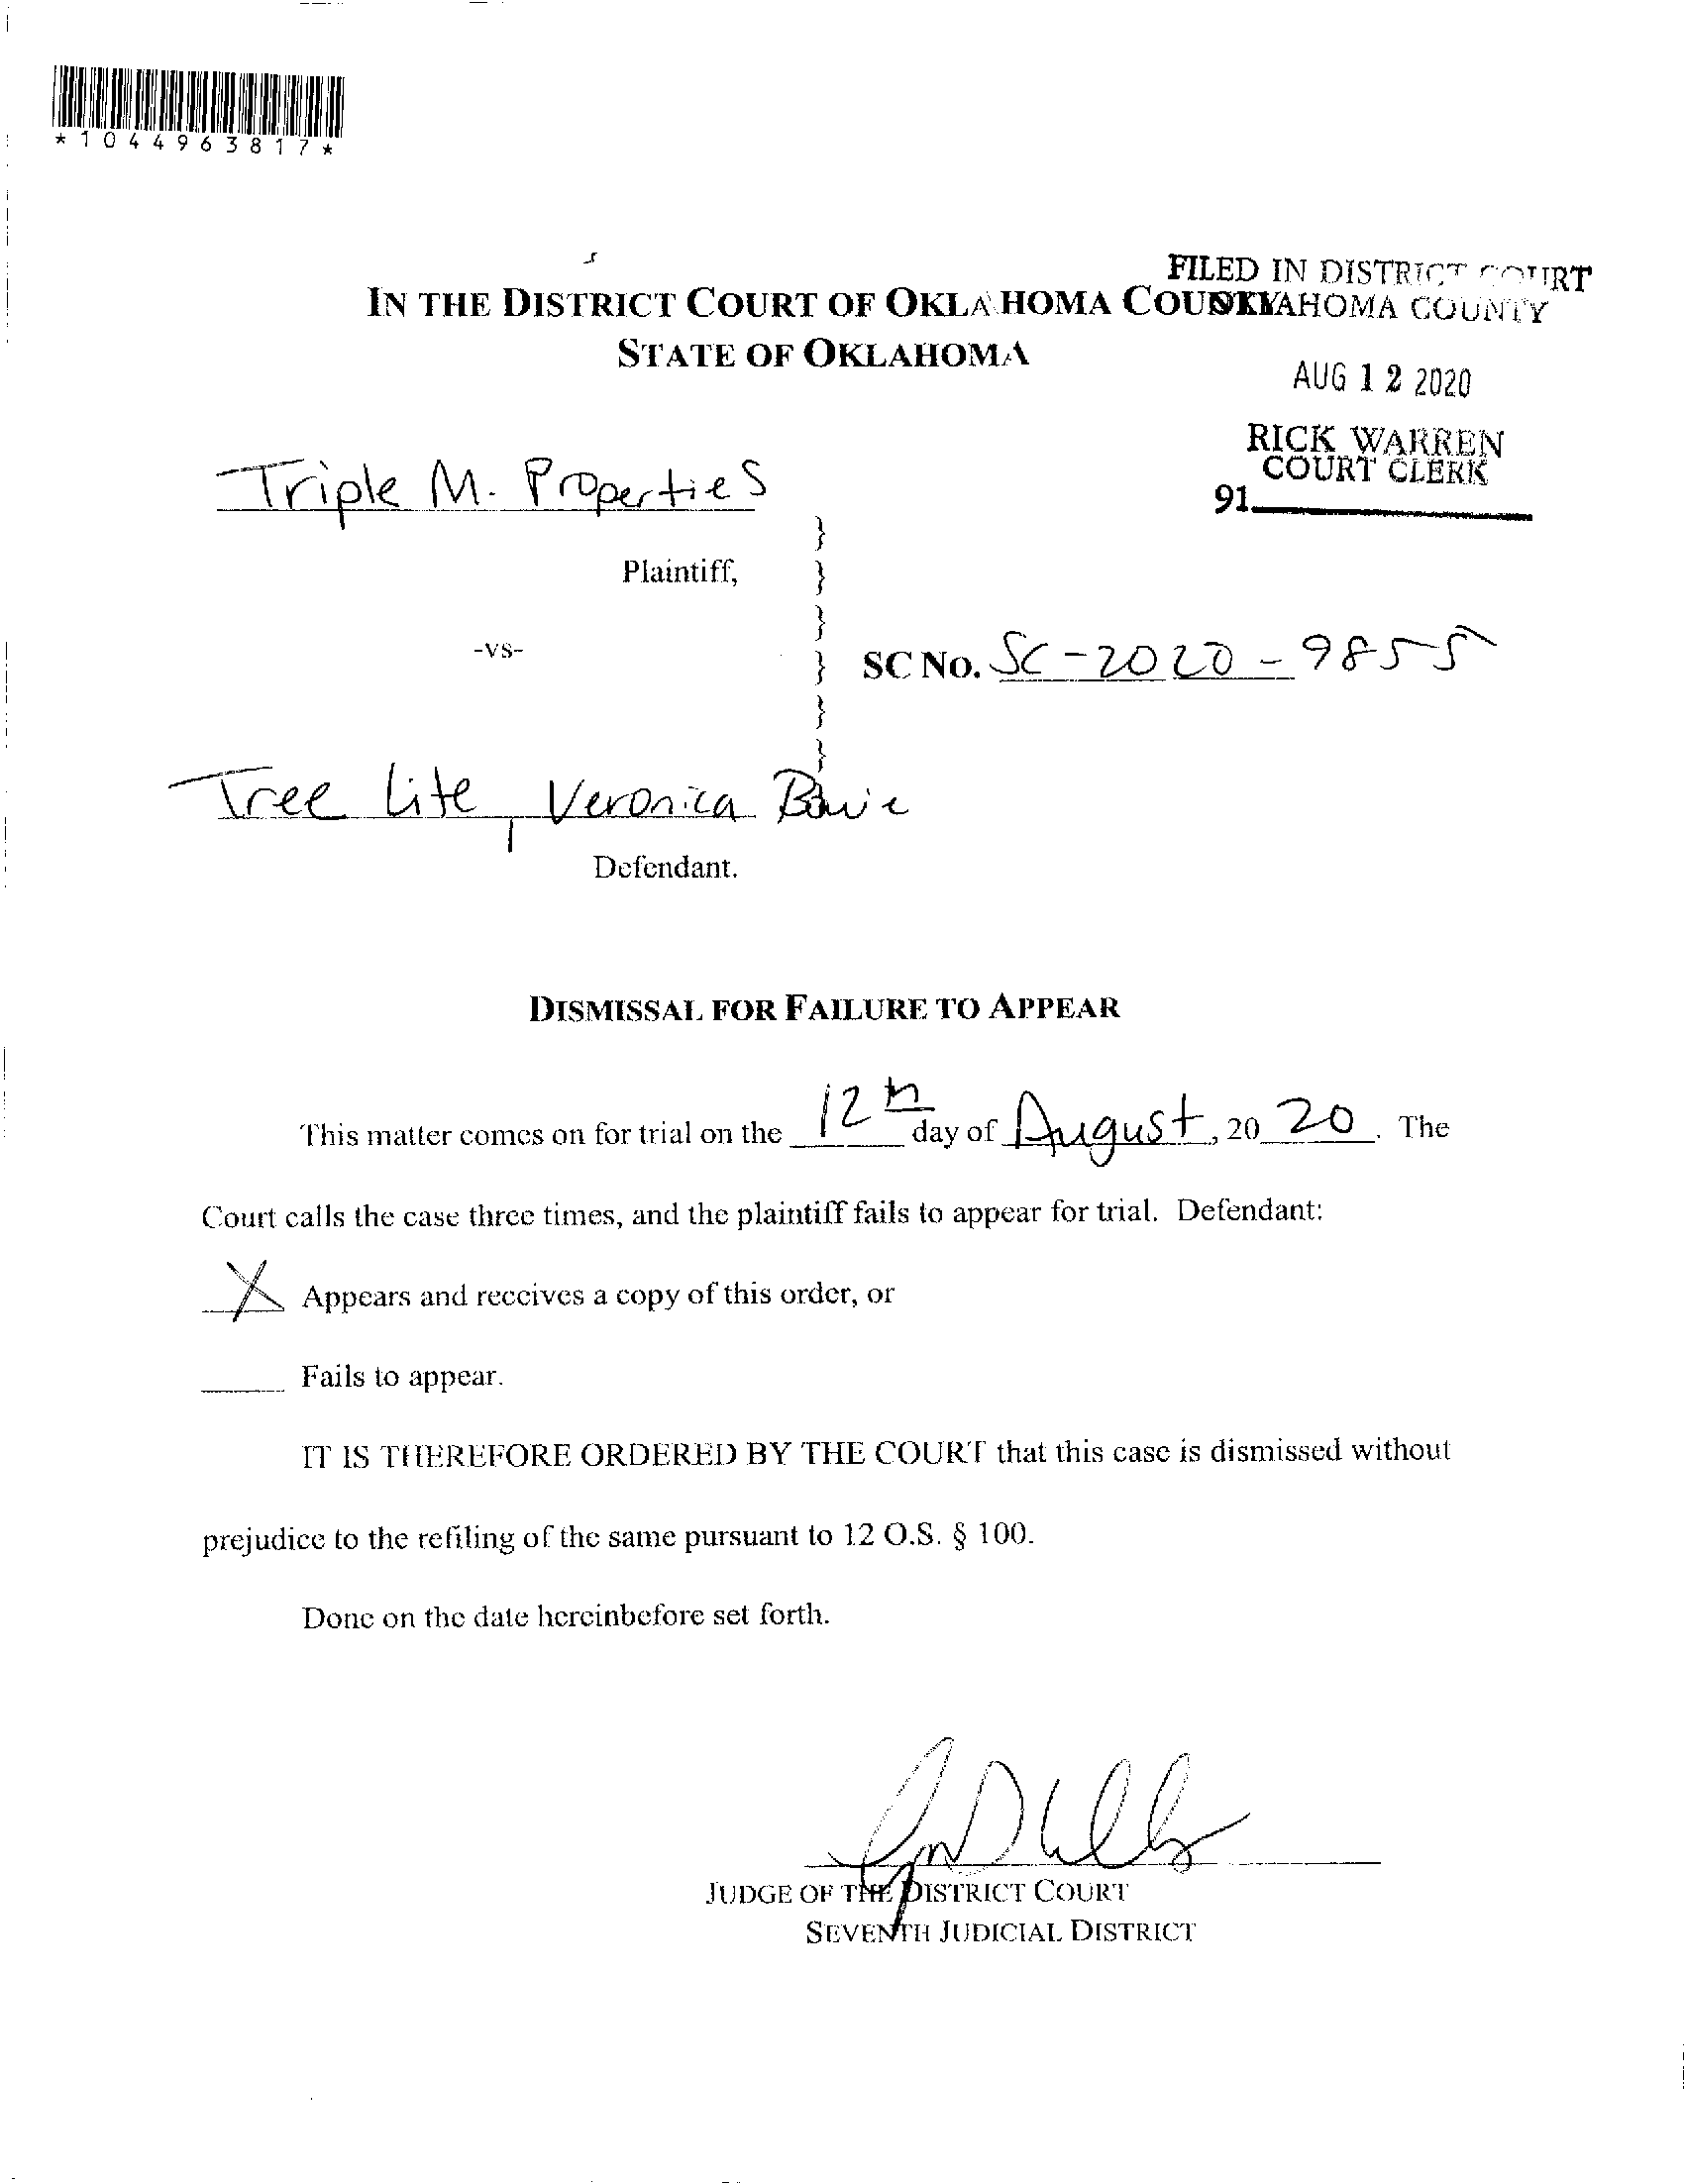 *1044963817*
FILED IN DISTRICT COURT
OKLAHOMA COUNTY
IN THE DISTRICT COURT OF OKLAHOMA COUNTY
STATE OF OKLAHOMA
AUG 12 2020
RICK WARREN
COURT CLERK
91
Triple M. Properties
Plaintiff,
-vs-
SC NO. SC-2020-9855
Tree Lite, Veronica
Defendant.
DISMISSAL FOR FAILURE TO APPEAR
This matter comes on for trial on the 12th day of August, 2020. The
Court calls the case three times, and the plaintiff fails to appear for trial. Defendant:
X Appears and receives a copy of this order, or
Fails to appear.
IT IS THEREFORE ORDERED BY THE COURT that this case is dismissed without
prejudice to the refiling of the same pursuant to 12 O.S. § 100.
Done on the date hereinbefore set forth.
JUDGE OF THE DISTRICT COURT
SEVENTH JUDICIAL DISTRICT